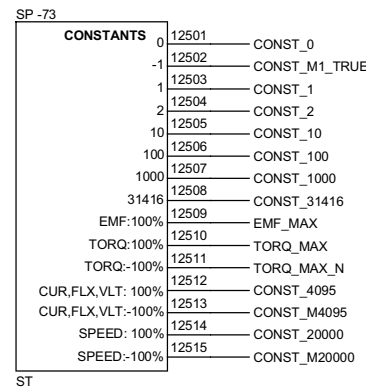 SP -73
CONSTANTS
0 12501 CONST_0
-1 12502 CONST_M1_TRUE
1 12503 CONST_1
2 12504 CONST_2
10 12505 CONST_10
100 12506 CONST_100
1000 12507 CONST_1000
31416 12508 CONST_31416
EMF:100% 12509 EMF_MAX
TORQ:100% 12510 TORQ_MAX
TORQ:-100% 12511 TORQ_MAX_N
CUR,FLX,VLT: 100% 12512 CONST_4095
CUR,FLX,VLT:-100% 12513 CONST_M4095
SPEED: 100% 12514 CONST_20000
SPEED:-100% 12515 CONST_M20000
ST